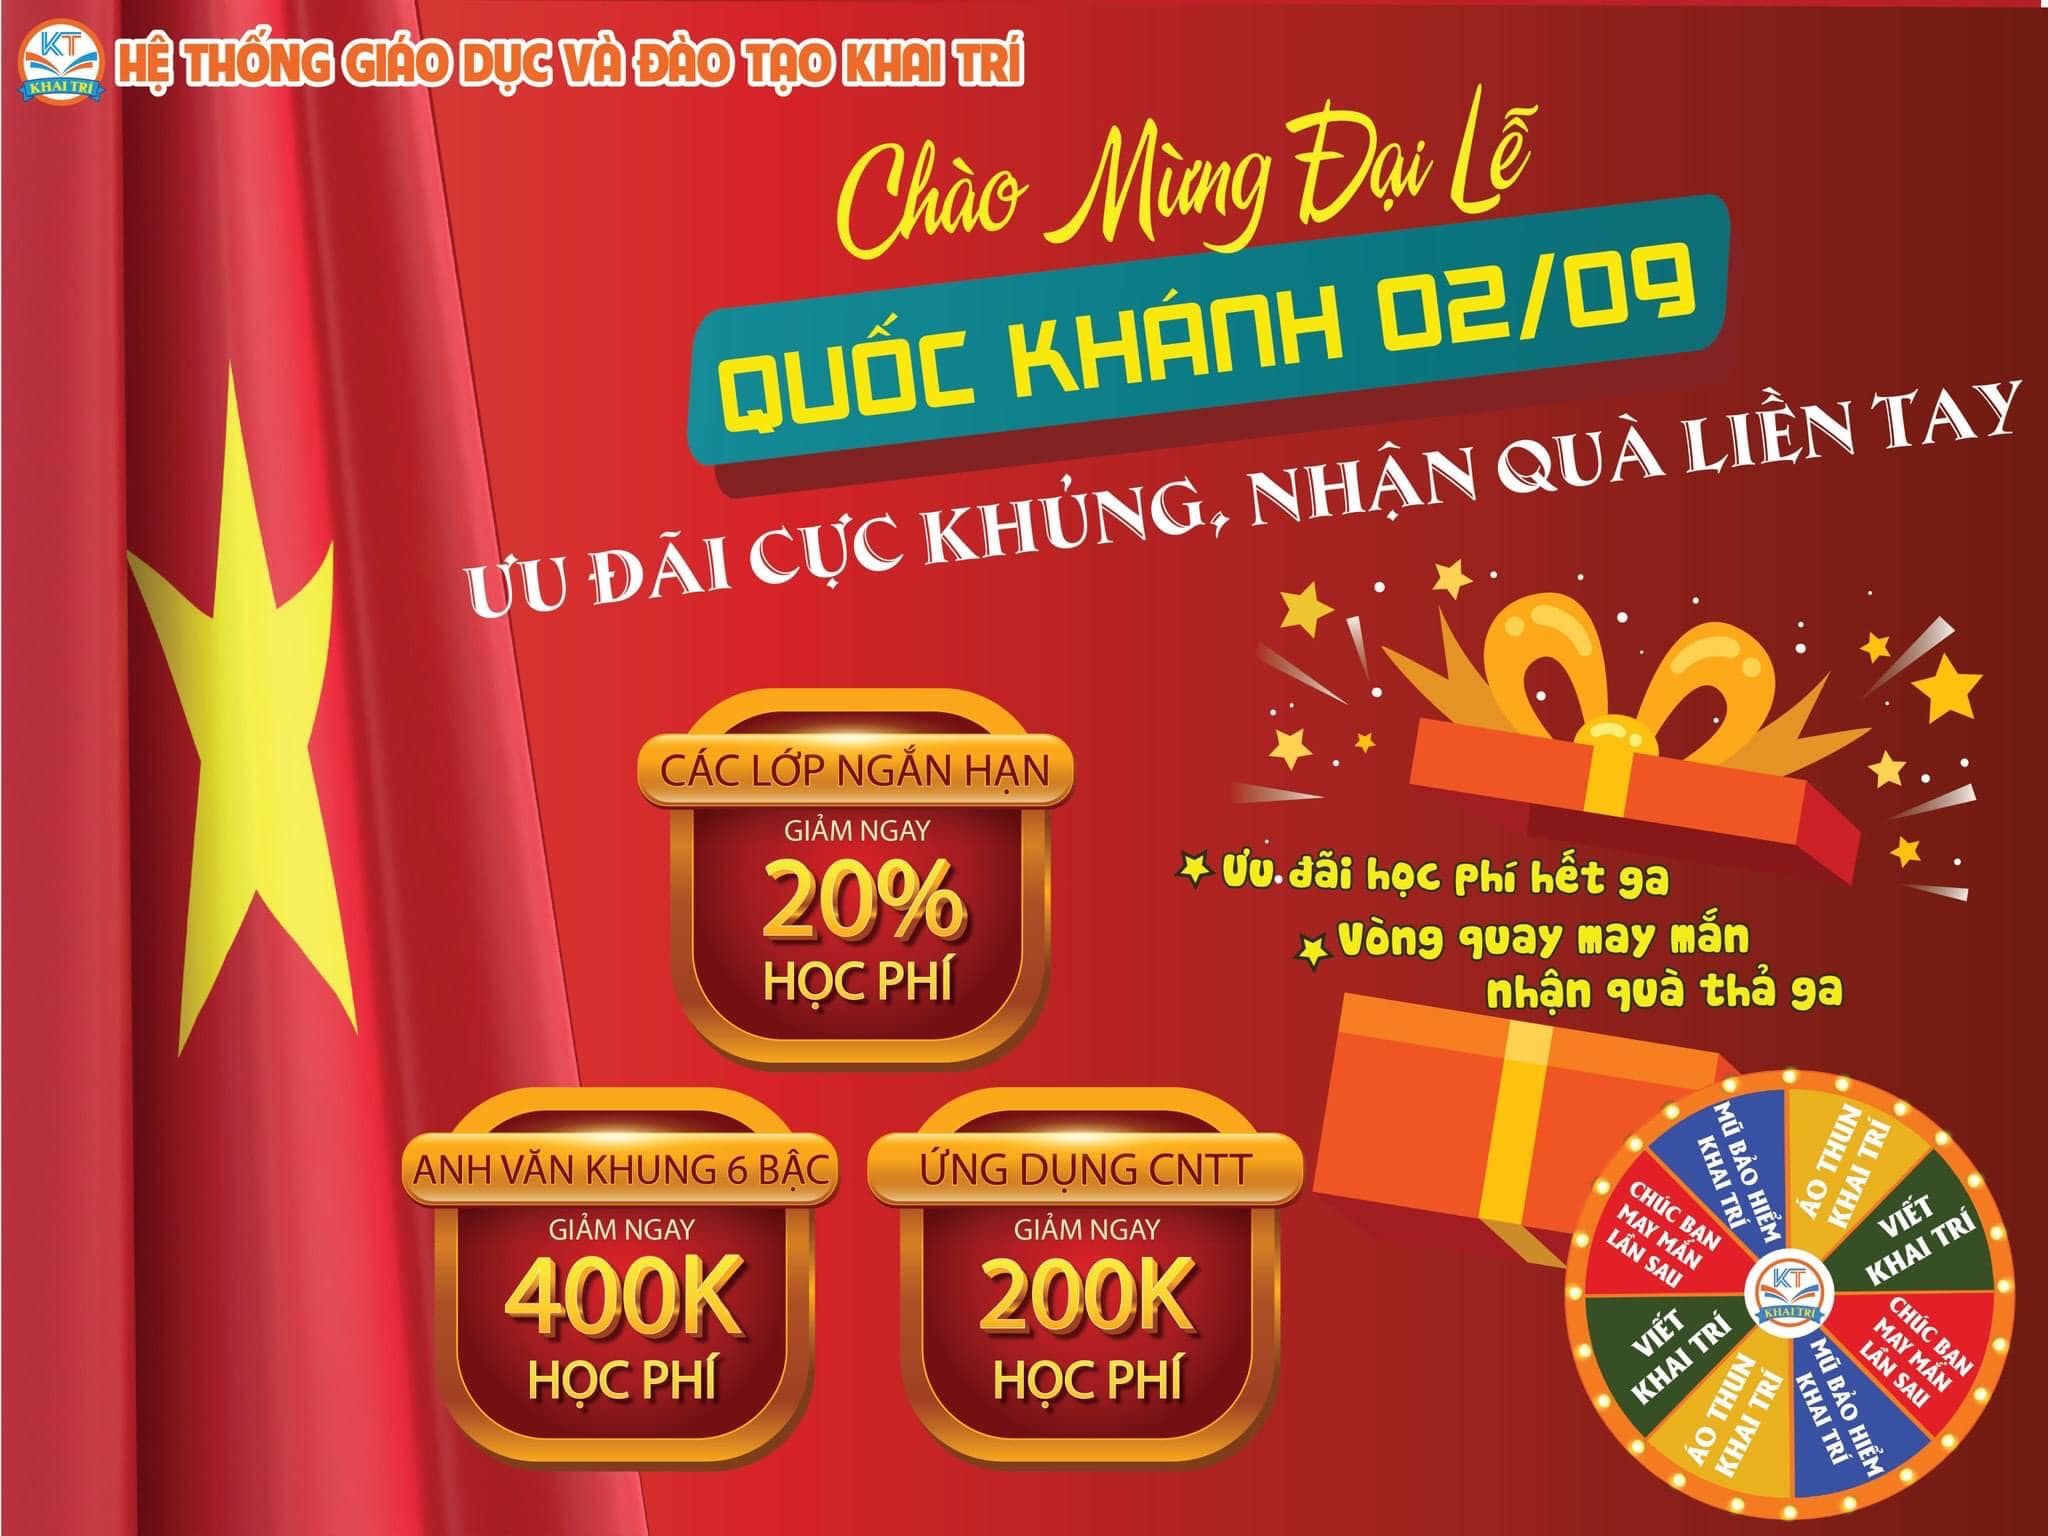 KT
KHAI TRÍ
HỆ THỐNG GIÁO DỤC VÀ ĐÀO TẠO KHAI TRÍ
Chào Mừng Đại Lễ
QUỐC KHÁNH 02/09
ƯU ĐÃI CỰC KHỦNG, NHẬN QUÀ LIỀN TAY
CÁC LỚP NGẮN HẠN
GIẢM NGAY
20%
HỌC PHÍ
Ưu đãi học phí hết ga
Vòng quay may mắn
nhận quà thả ga
ANH VĂN KHUNG 6 BẬC
GIẢM NGAY
400K
HỌC PHÍ
ỨNG DỤNG CNTT
GIẢM NGAY
200K
HỌC PHÍ
MŨ BẢO HIỂM
KHAI TRÍ
ÁO THUN
KHAI TRÍ
VIẾT
KHAI TRÍ
CHÚC BẠN
MAY MẮN
LẦN SAU
MŨ BẢO HIỂM
KHAI TRÍ
ÁO THUN
KHAI TRÍ
VIẾT
KHAI TRÍ
CHÚC BẠN
MAY MẮN
LẦN SAU
KT
KHAI TRÍ